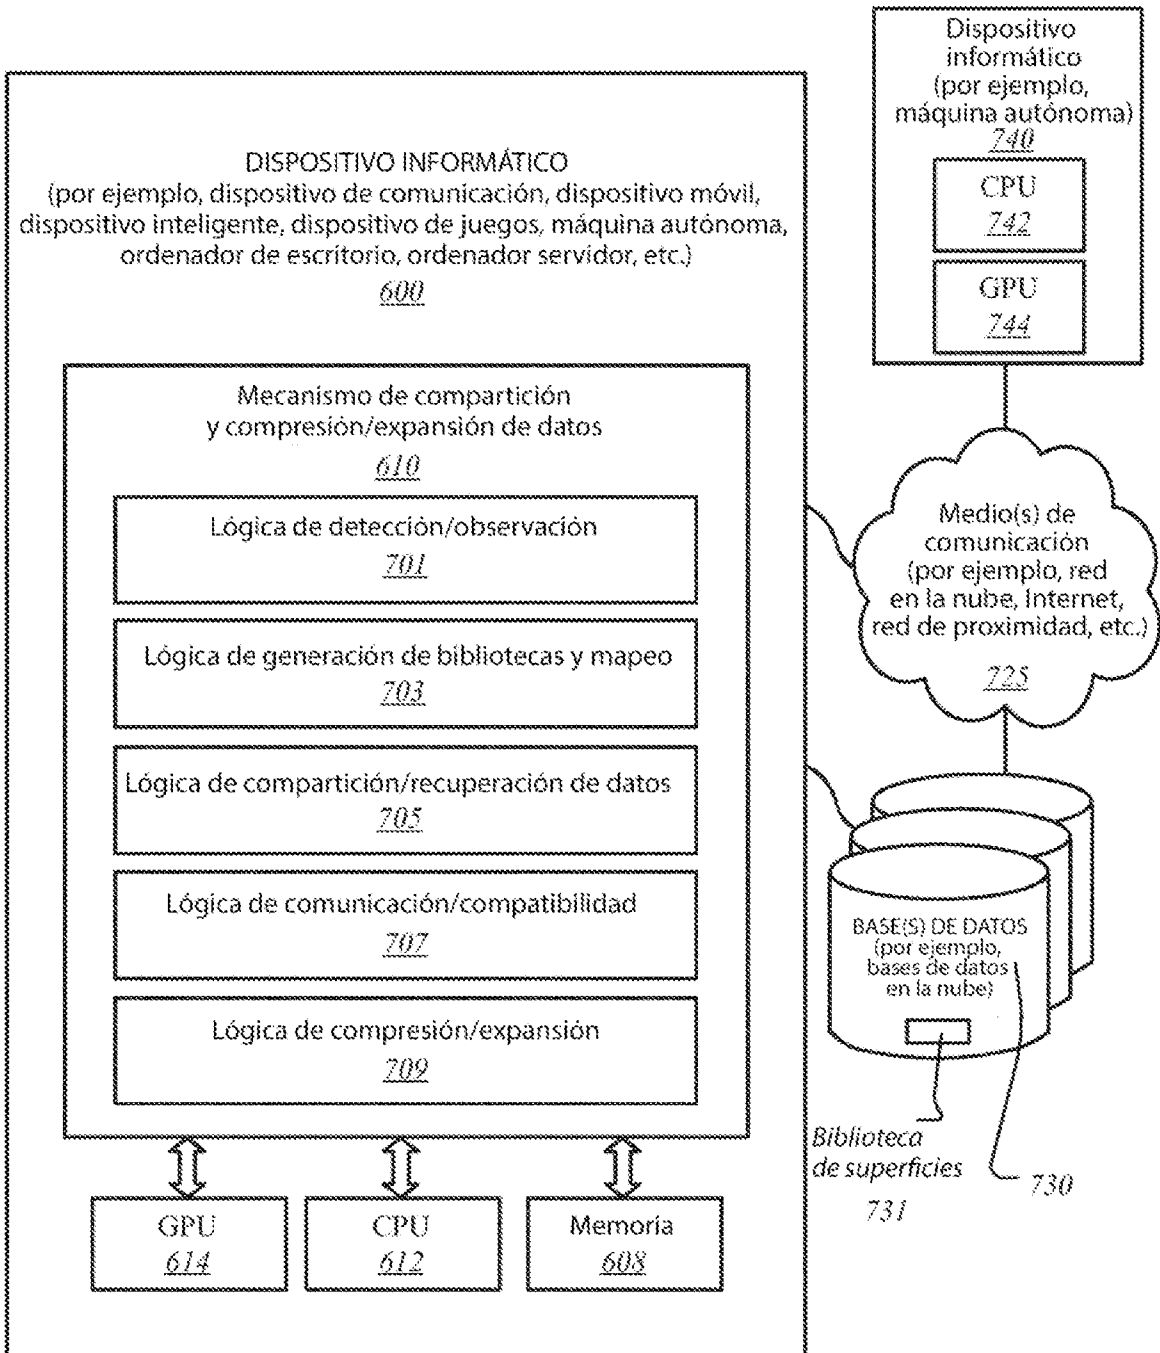 DISPOSITIVO INFORMÁTICO
(por ejemplo, dispositivo de comunicación, dispositivo móvil,
dispositivo inteligente, dispositivo de juegos, máquina autónoma,
ordenador de escritorio, ordenador servidor, etc.)
600
Mecanismo de compartición
y compresión/expansión de datos
610
Lógica de detección/observación
701
Lógica de generación de bibliotecas y mapeo
703
Lógica de compartición/recuperación de datos
705
Lógica de comunicación/compatibilidad
707
Lógica de compresión/expansión
709
GPU
614
CPU
612
Memoria
608
Dispositivo
informático
(por ejemplo,
máquina autónoma)
740
CPU
742
GPU
744
Medio(s) de
comunicación
(por ejemplo, red
en la nube, Internet,
red de proximidad, etc.)
725
BASE(S) DE DATOS
(por ejemplo,
bases de datos
en la nube)
Biblioteca
de superficies
731
730